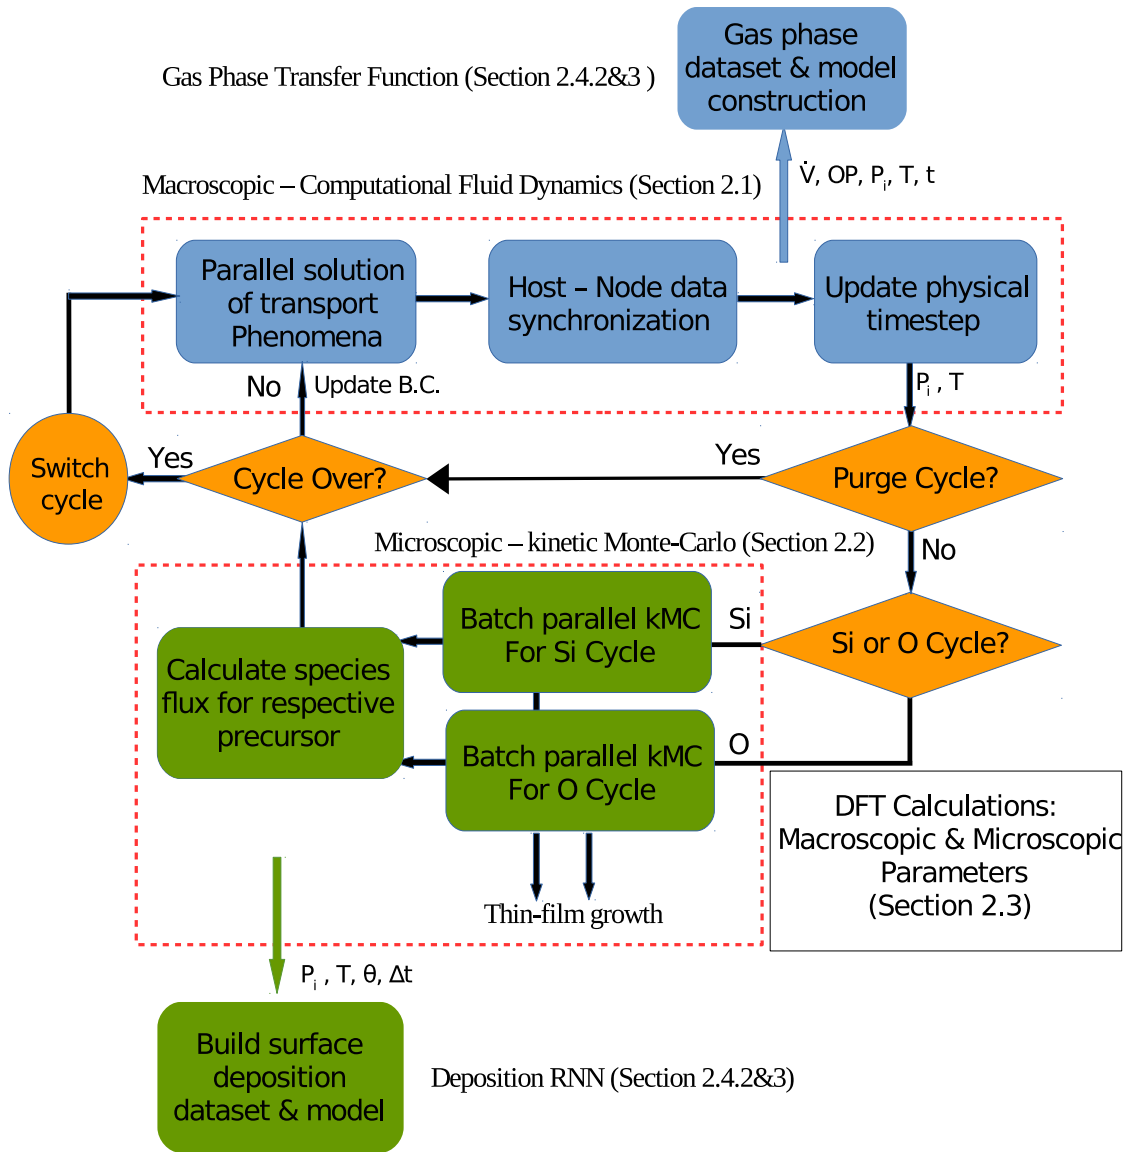 Gas phase
dataset & model
construction
Gas Phase Transfer Function (Section 2.4.2&3 )
V̇, OP, Pᵢ, T, t
Macroscopic – Computational Fluid Dynamics (Section 2.1)
Parallel solution
of transport
Phenomena
Host – Node data
synchronization
Update physical
timestep
No
Update B.C.
Pᵢ , T
Switch
cycle
Yes
Cycle Over?
Yes
Purge Cycle?
No
Microscopic – kinetic Monte-Carlo (Section 2.2)
Batch parallel kMC
For Si Cycle
Si
Si or O Cycle?
Calculate species
flux for respective
precursor
Batch parallel kMC
For O Cycle
O
Thin-film growth
DFT Calculations:
Macroscopic & Microscopic
Parameters
(Section 2.3)
Pᵢ , T, θ, Δt
Build surface
deposition
dataset & model
Deposition RNN (Section 2.4.2&3)